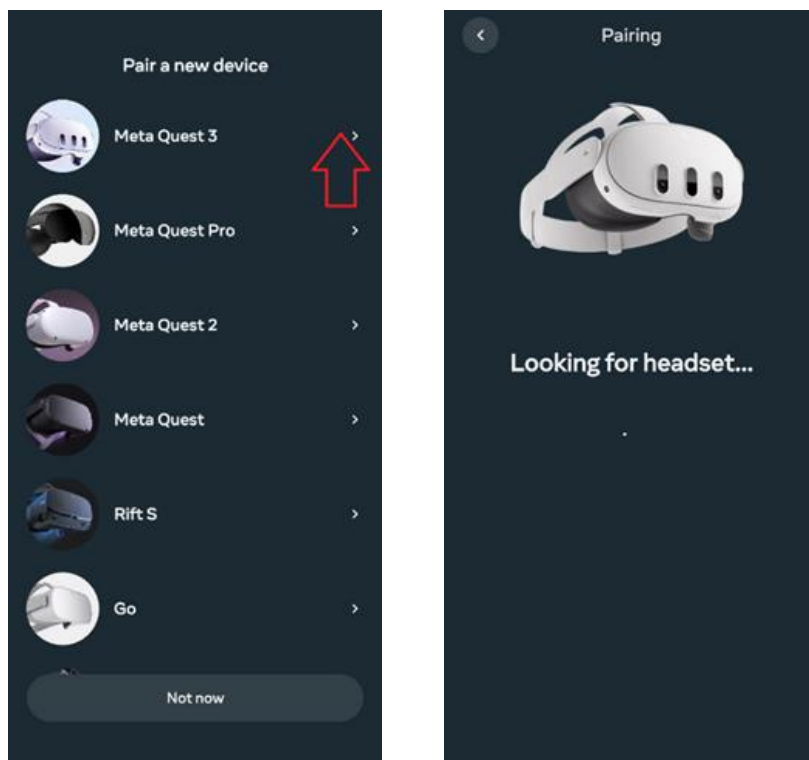 Pair a new device
Meta Quest 3
Meta Quest Pro
Meta Quest 2
Meta Quest
Rift S
Go
Not now
Pairing
Looking for headset...